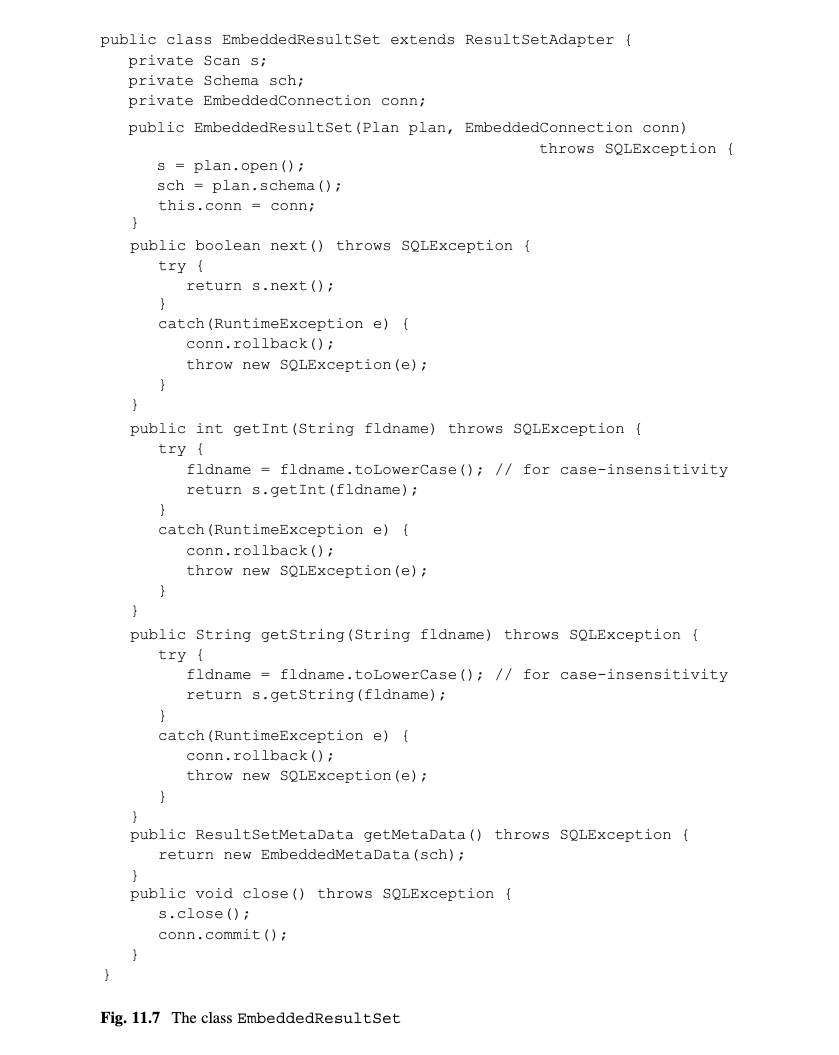 public class EmbeddedResultSet extends ResultSetAdapter {
   private Scan s;
   private Schema sch;
   private EmbeddedConnection conn;
   public EmbeddedResultSet(Plan plan, EmbeddedConnection conn)
                                               throws SQLException {
      s = plan.open();
      sch = plan.schema();
      this.conn = conn;
   }
   public boolean next() throws SQLException {
      try {
         return s.next();
      }
      catch(RuntimeException e) {
         conn.rollback();
         throw new SQLException(e);
      }
   }
   public int getInt(String fldname) throws SQLException {
      try {
         fldname = fldname.toLowerCase(); // for case-insensitivity
         return s.getInt(fldname);
      }
      catch(RuntimeException e) {
         conn.rollback();
         throw new SQLException(e);
      }
   }
   public String getString(String fldname) throws SQLException {
      try {
         fldname = fldname.toLowerCase(); // for case-insensitivity
         return s.getString(fldname);
      }
      catch(RuntimeException e) {
         conn.rollback();
         throw new SQLException(e);
      }
   }
   public ResultSetMetaData getMetaData() throws SQLException {
      return new EmbeddedMetaData(sch);
   }
   public void close() throws SQLException {
      s.close();
      conn.commit();
   }
}
Fig. 11.7 The class EmbeddedResultSet